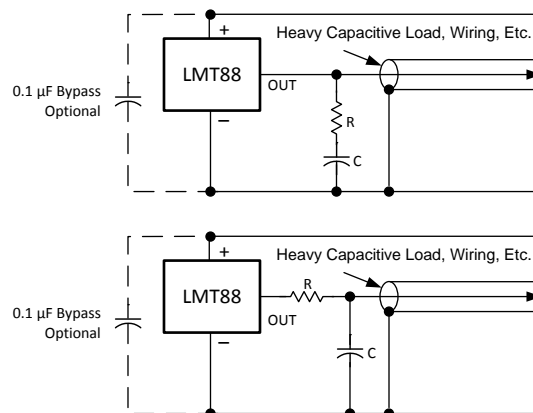 Heavy Capacitive Load, Wiring, Etc.
+
LMT88
OUT
0.1 µF Bypass
Optional
R
−
C
Heavy Capacitive Load, Wiring, Etc.
+
R
LMT88
OUT
0.1 µF Bypass
Optional
−
C